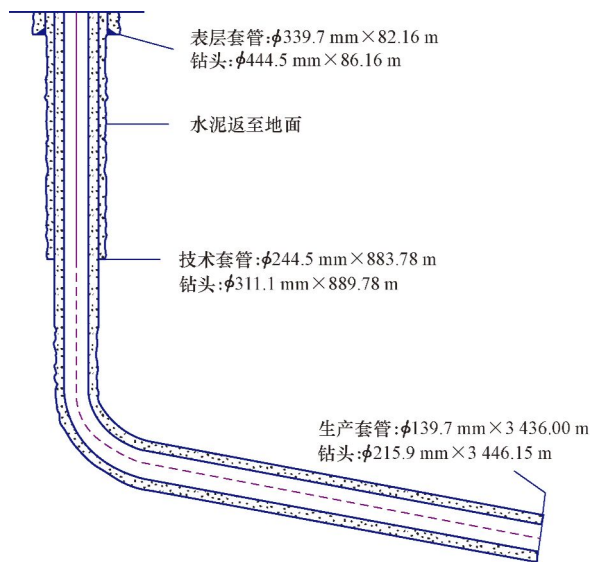 表层套管:ϕ339.7 mm×82.16 m
钻头:ϕ444.5 mm×86.16 m
水泥返至地面
技术套管:ϕ244.5 mm×883.78 m
钻头:ϕ311.1 mm×889.78 m
生产套管:ϕ139.7 mm×3 436.00 m
钻头:ϕ215.9 mm×3 446.15 m